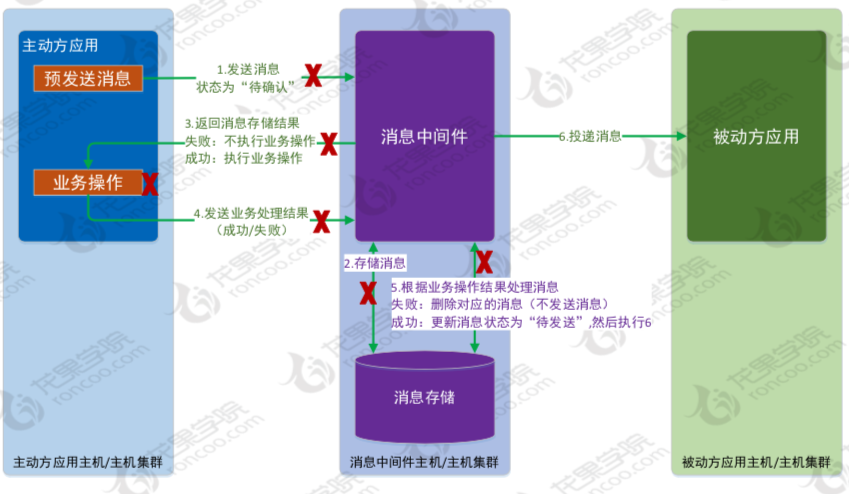 主动方应用
预发送消息
1.发送消息
状态为“待确认”
3.返回消息存储结果
失败：不执行业务操作
成功：执行业务操作
业务操作
4.发送业务处理结果
（成功/失败）
消息中间件
6.投递消息
被动方应用
2.存储消息
5.根据业务操作结果处理消息
失败：删除对应的消息（不发送消息）
成功：更新消息状态为“待发送”,然后执行6
消息存储
主动方应用主机/主机集群
消息中间件主机/主机集群
被动方应用主机/主机集群
龙果学院
roncoo.com